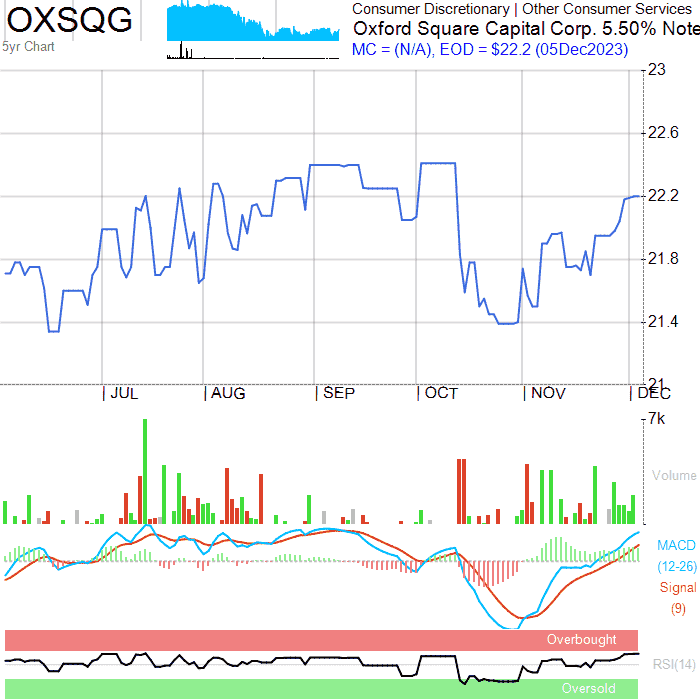 OXSQG
5yr Chart
Consumer Discretionary | Other Consumer Services
Oxford Square Capital Corp. 5.50% Note
MC = (N/A), EOD = $22.2 (05Dec2023)
23
22.6
22.2
21.8
21.4
21
| JUL | AUG | SEP | OCT | NOV | DEC
7k
Volume
MACD
(12-26)
Signal
(9)
Overbought
RSI(14)
Oversold